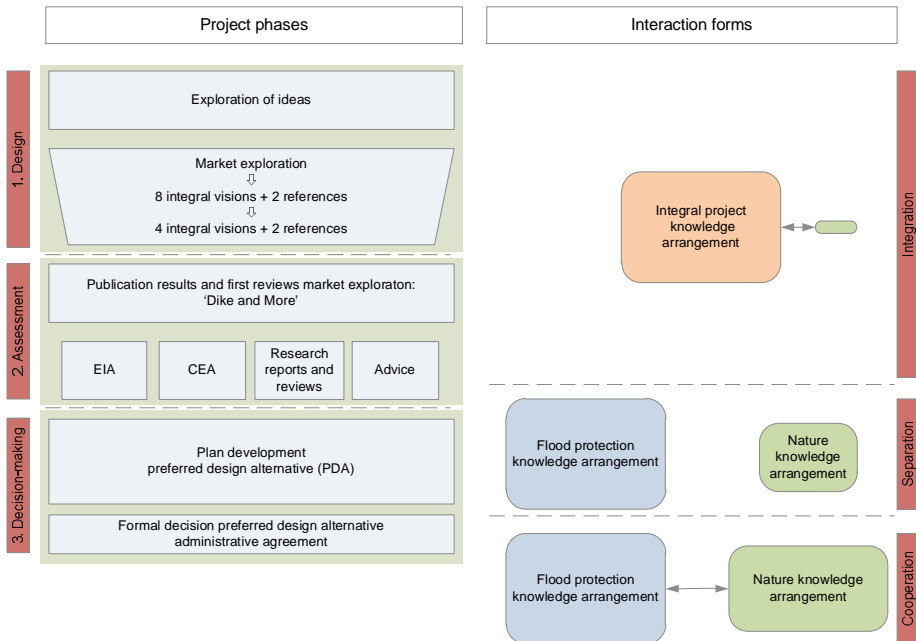 Project phases
Interaction forms
1. Design
Exploration of ideas
Market exploration
8 integral visions + 2 references
4 integral visions + 2 references
Integral project
knowledge
arrangement
Integration
2. Assessment
Publication results and first reviews market exploraton:
‘Dike and More’
EIA
CEA
Research
reports and
reviews
Advice
3. Decision-making
Plan development
preferred design alternative (PDA)
Formal decision preferred design alternative
administrative agreement
Flood protection
knowledge arrangement
Nature
knowledge
arrangement
Separation
Flood protection
knowledge arrangement
Nature knowledge
arrangement
Cooperation